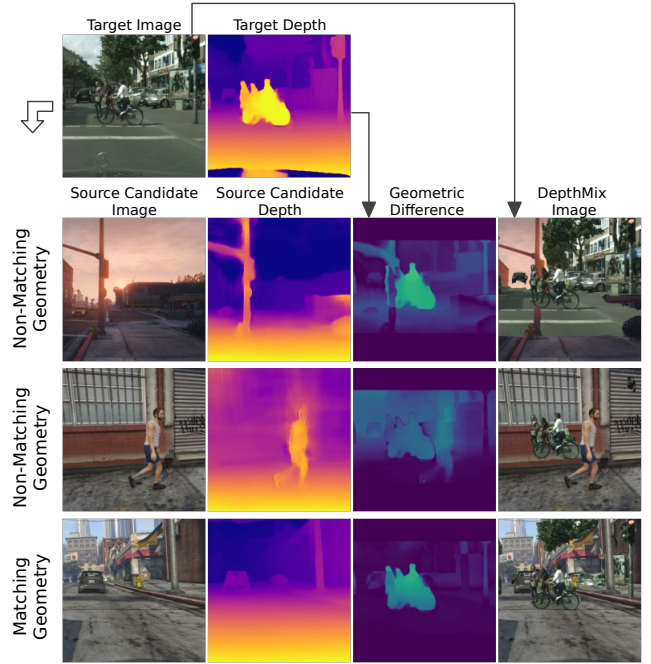 Target Image
Target Depth
Source Candidate
Image
Source Candidate
Depth
Geometric
Difference
DepthMix
Image
Non-Matching
Geometry
Non-Matching
Geometry
Matching
Geometry